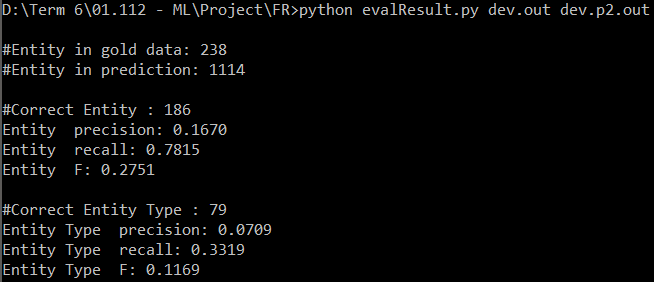 D:\Term 6\01.112 - ML\Project\FR>python evalResult.py dev.out dev.p2.out
#Entity in gold data: 238
#Entity in prediction: 1114
#Correct Entity : 186
Entity  precision: 0.1670
Entity  recall: 0.7815
Entity  F: 0.2751
#Correct Entity Type : 79
Entity Type  precision: 0.0709
Entity Type  recall: 0.3319
Entity Type  F: 0.1169